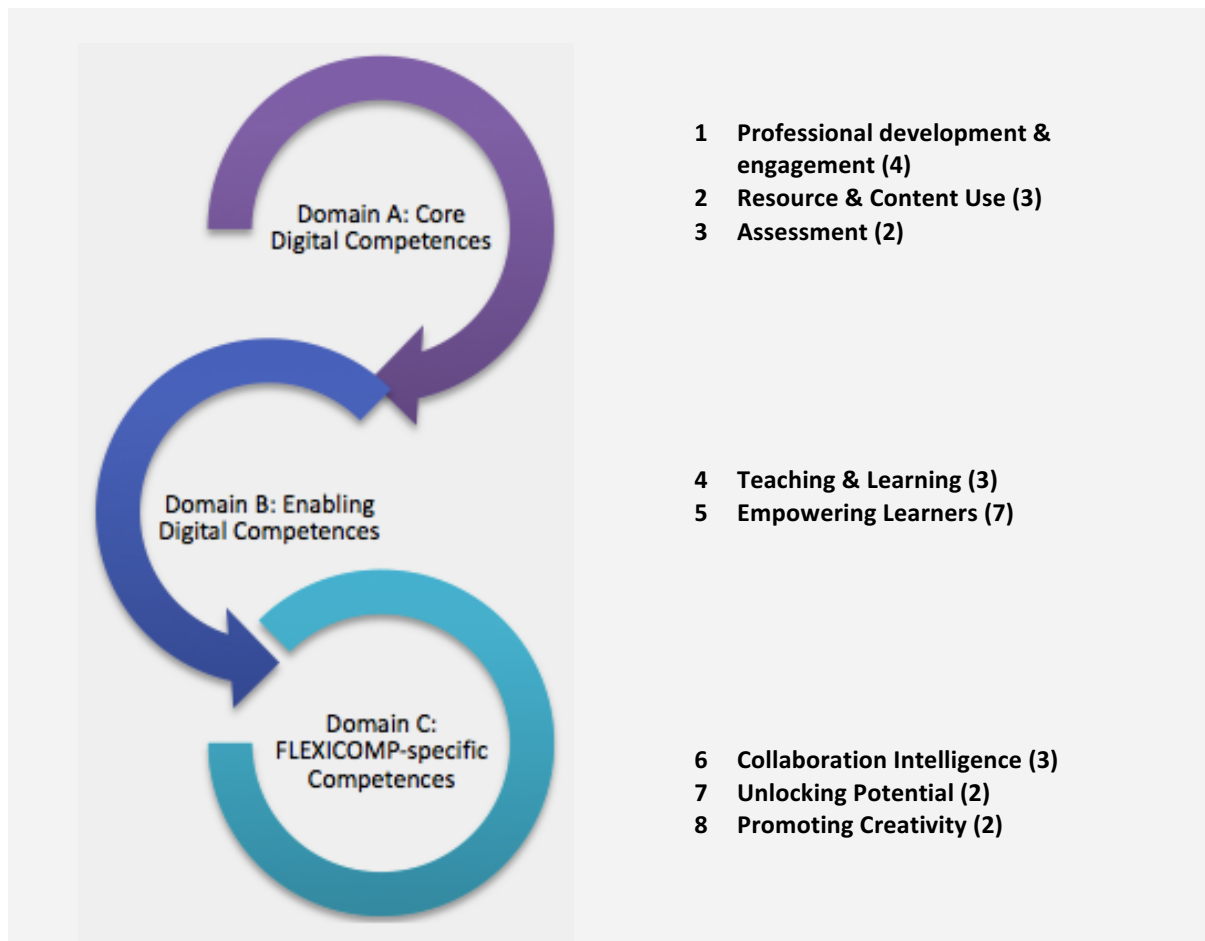 Domain A: Core
Digital Competences
1 Professional development &
engagement (4)
2 Resource & Content Use (3)
3 Assessment (2)
Domain B: Enabling
Digital Competences
4 Teaching & Learning (3)
5 Empowering Learners (7)
Domain C:
FLEXICOMP-specific
Competences
6 Collaboration Intelligence (3)
7 Unlocking Potential (2)
8 Promoting Creativity (2)